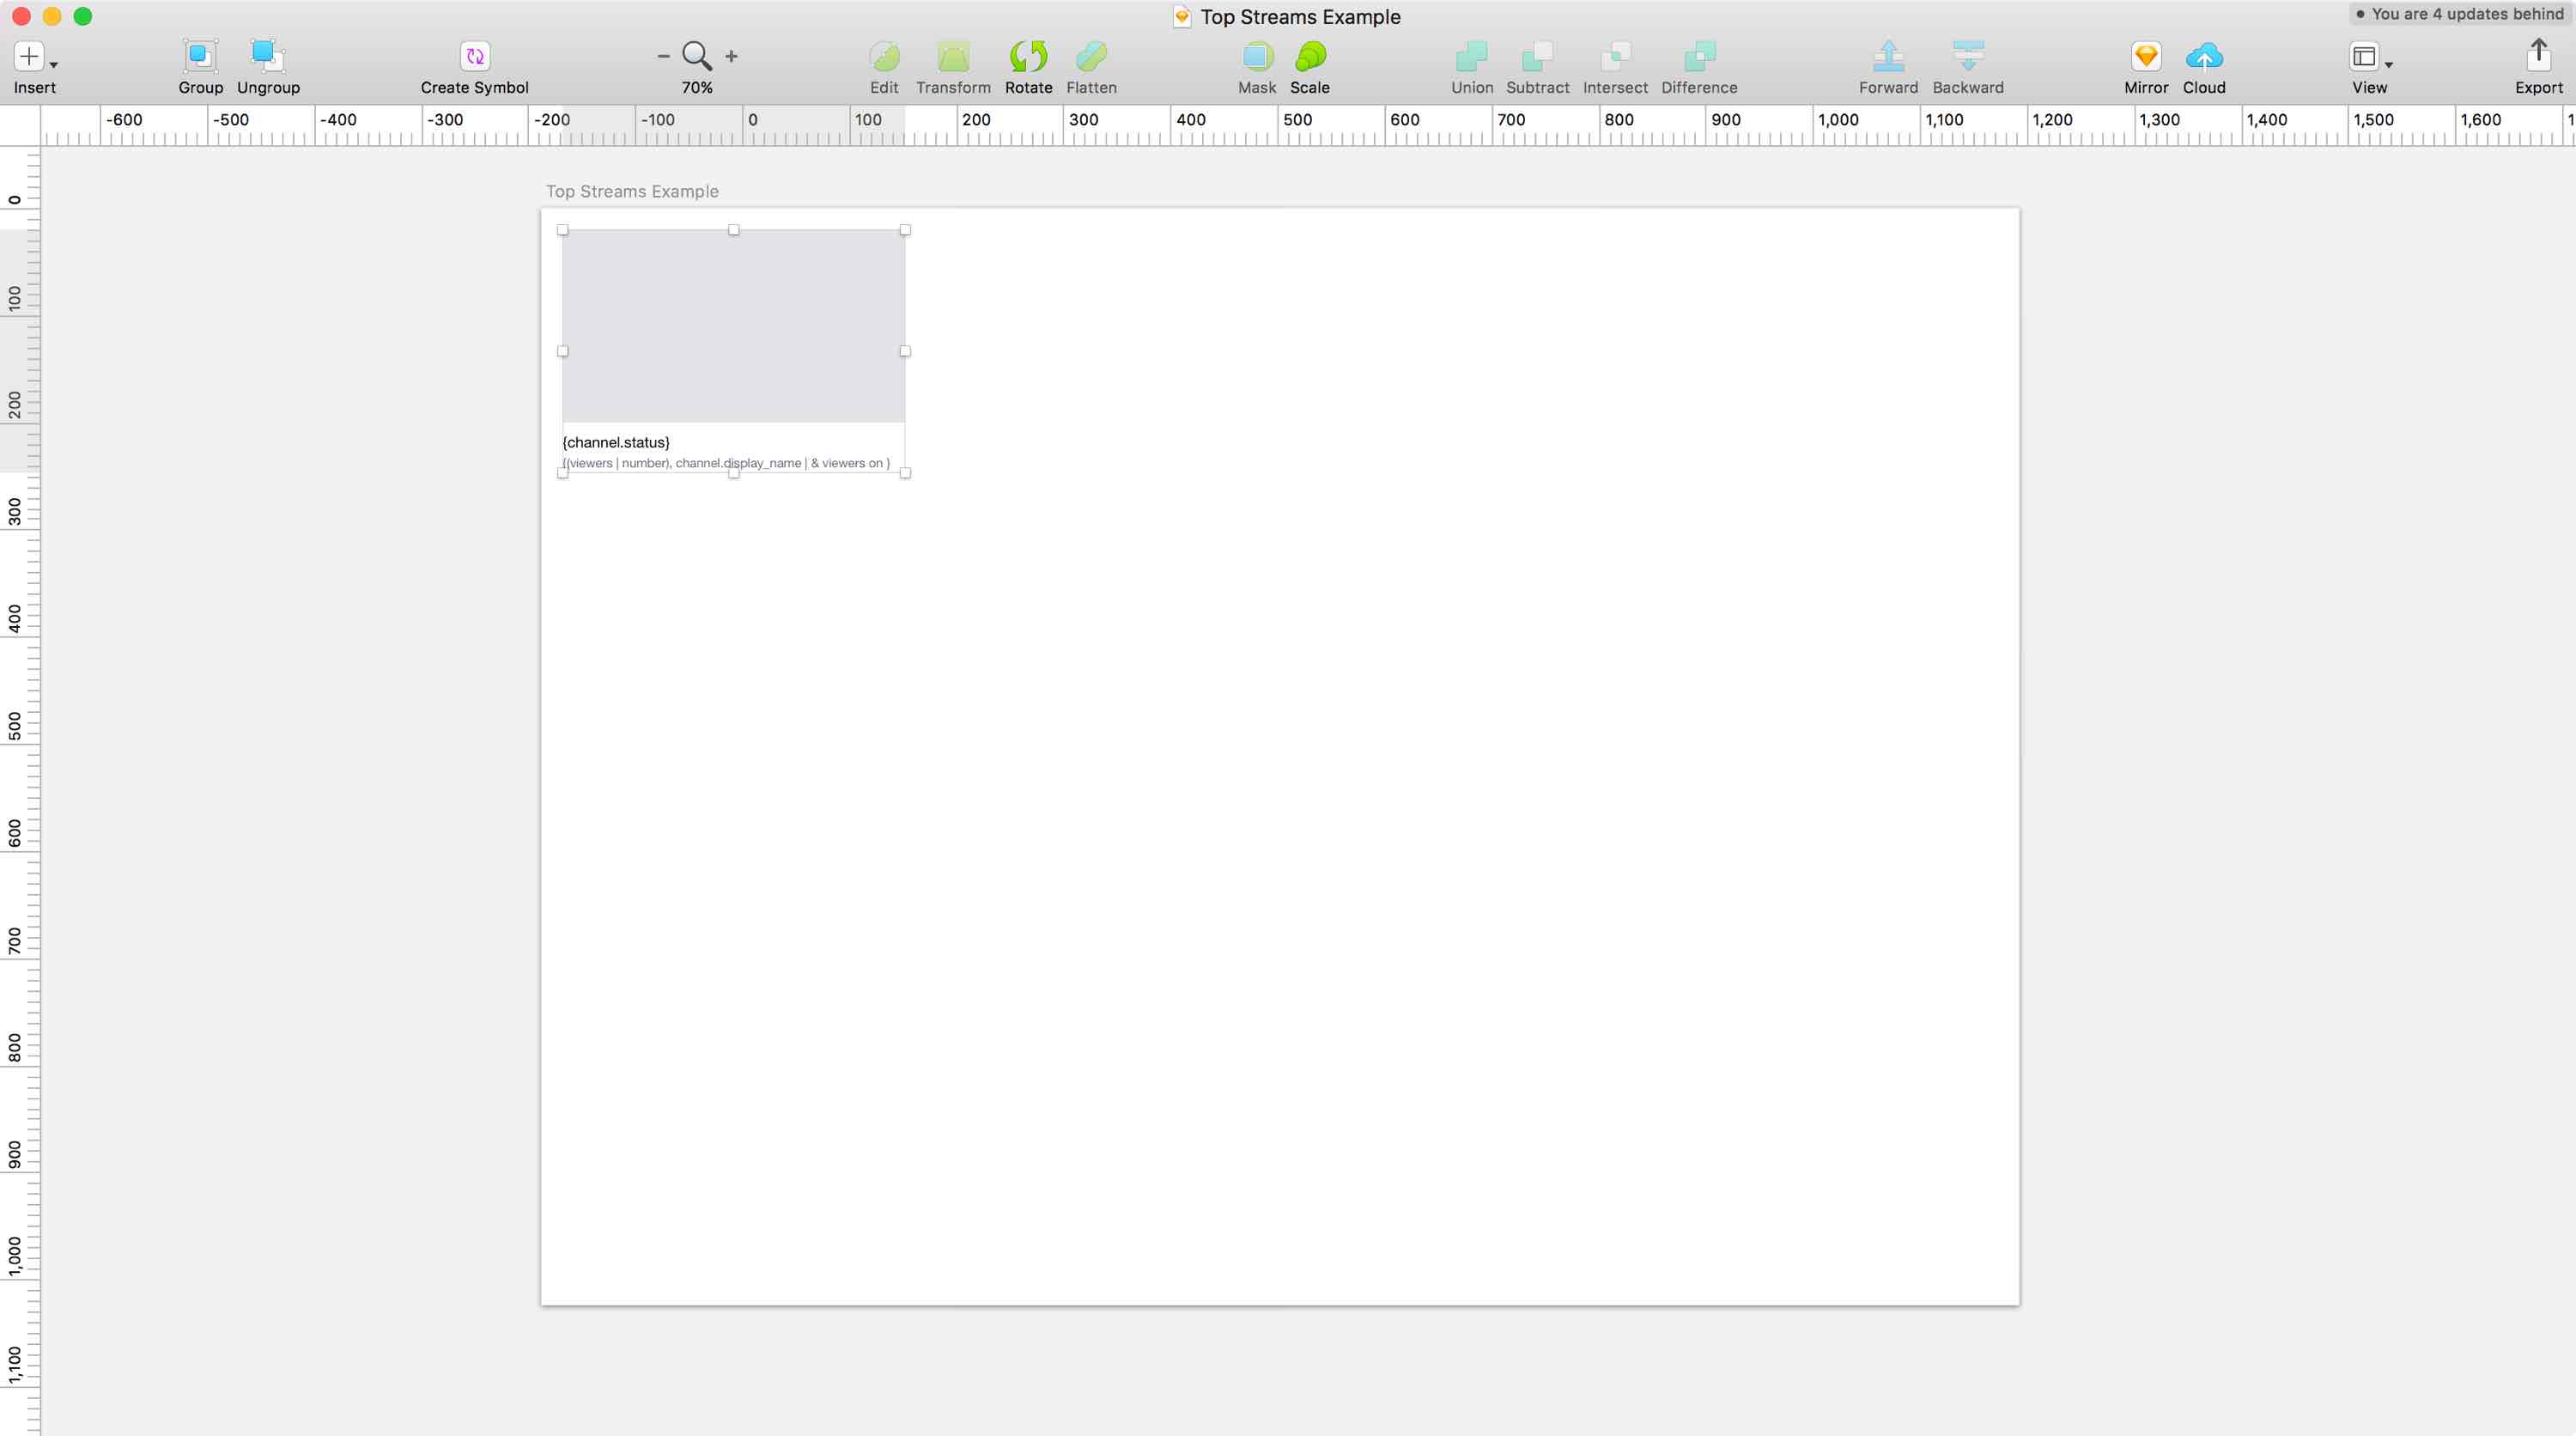 Top Streams Example
You are 4 updates behind
Insert
Group
Ungroup
Create Symbol
70%
Edit
Transform
Rotate
Flatten
Mask
Scale
Union
Subtract
Intersect
Difference
Forward
Backward
Mirror
Cloud
View
Export
-600 -500 -400 -300 -200 -100 0 100 200 300 400 500 600 700 800 900 1,000 1,100 1,200 1,300 1,400 1,500 1,600
0
100
200
300
400
500
600
700
800
900
1,000
1,100
Top Streams Example
{channel.status}
{(viewers | number), channel.display_name | & viewers on }